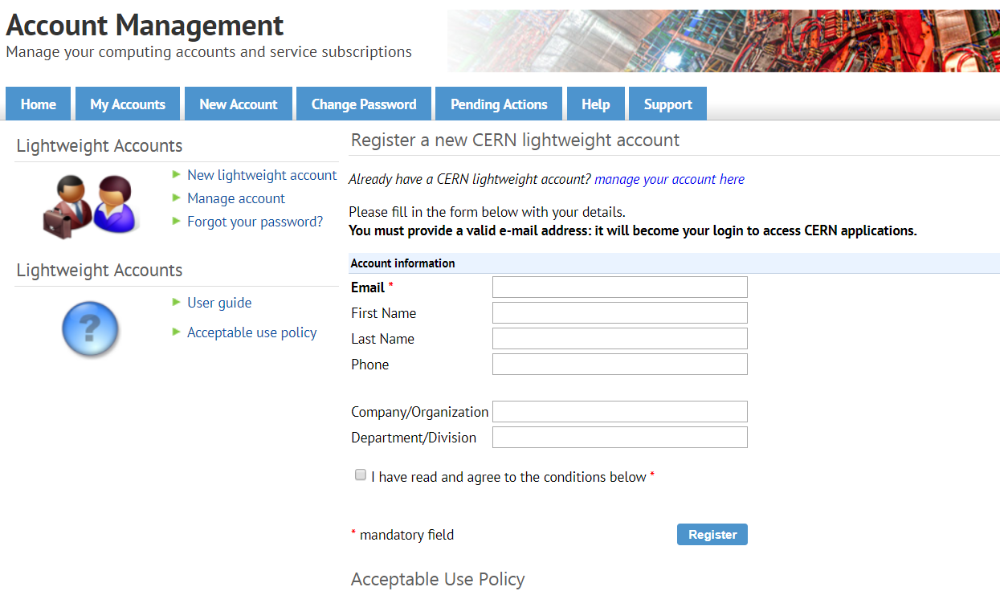 Account Management
Manage your computing accounts and service subscriptions
Home My Accounts New Account Change Password Pending Actions Help Support
Lightweight Accounts
New lightweight account
Manage account
Forgot your password?
Lightweight Accounts
?
User guide
Acceptable use policy
Register a new CERN lightweight account
Already have a CERN lightweight account? manage your account here
Please fill in the form below with your details.
You must provide a valid e-mail address: it will become your login to access CERN applications.
Account information
Email *
First Name
Last Name
Phone
Company/Organization
Department/Division
I have read and agree to the conditions below *
* mandatory field
Register
Acceptable Use Policy